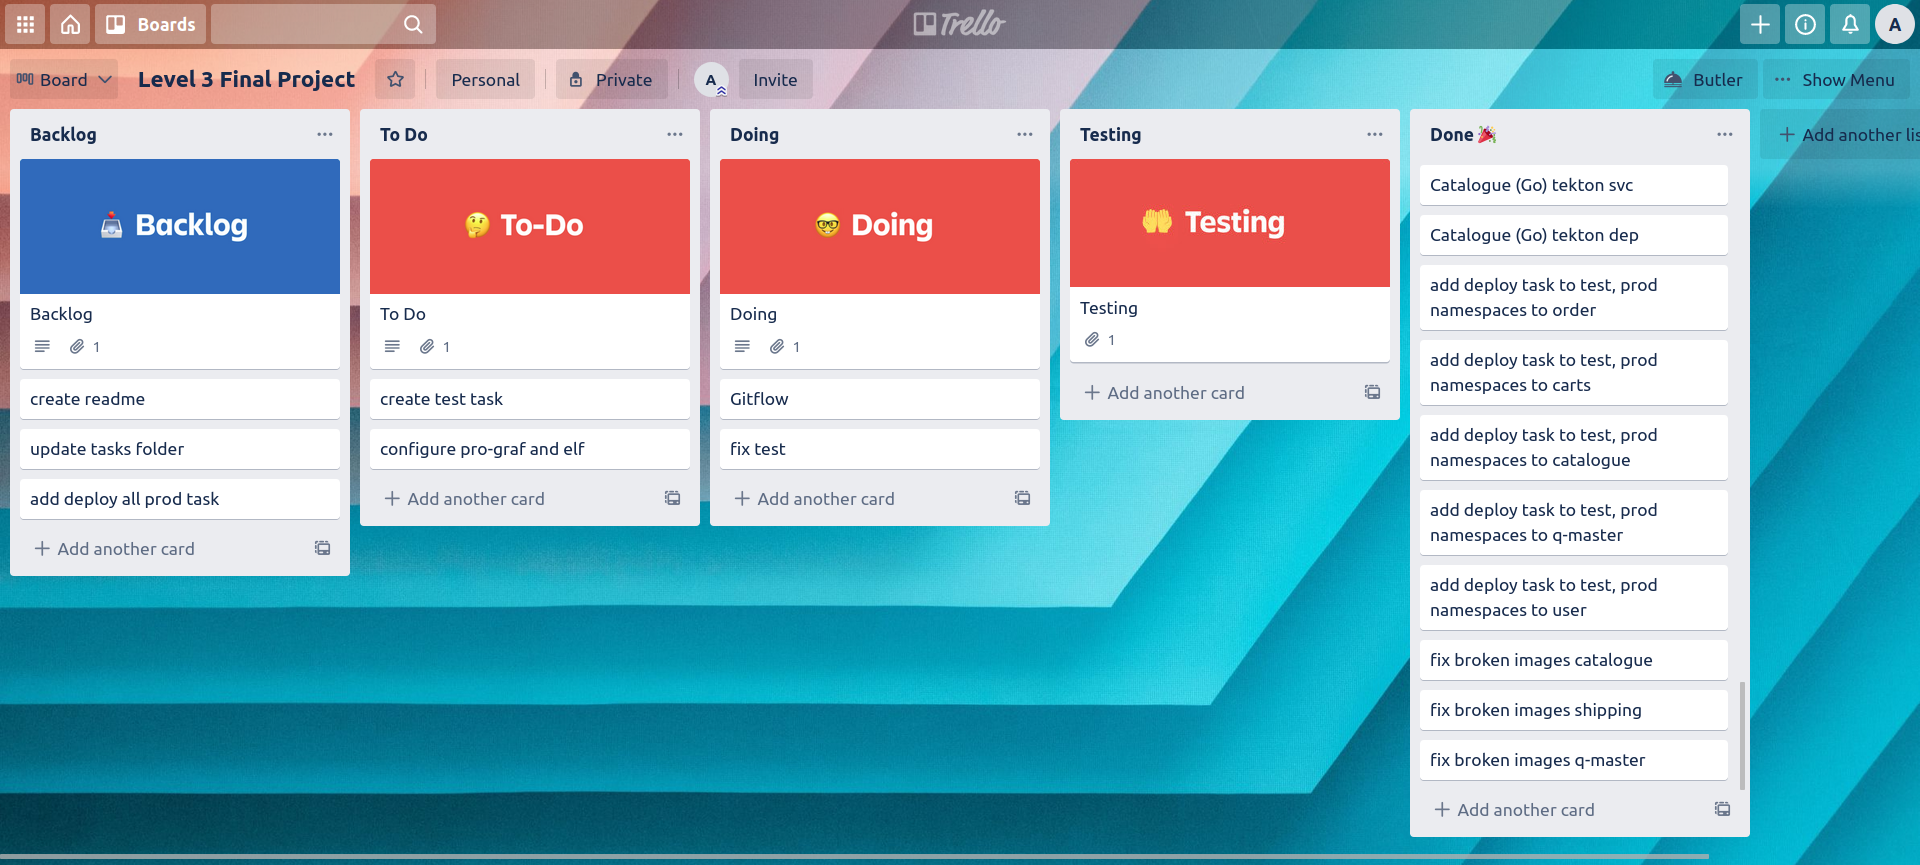 Boards
Trello
A
Board
Level 3 Final Project
Personal
Private
A
Invite
Butler
Show Menu
Backlog
Backlog
Backlog
1
create readme
update tasks folder
add deploy all prod task
Add another card
To Do
To-Do
To Do
1
create test task
configure pro-graf and elf
Add another card
Doing
Doing
Doing
1
Gitflow
fix test
Add another card
Testing
Testing
Testing
1
Add another card
Done
Catalogue (Go) tekton svc
Catalogue (Go) tekton dep
add deploy task to test, prod
namespaces to order
add deploy task to test, prod
namespaces to carts
add deploy task to test, prod
namespaces to catalogue
add deploy task to test, prod
namespaces to q-master
add deploy task to test, prod
namespaces to user
fix broken images catalogue
fix broken images shipping
fix broken images q-master
Add another card
Add another lis